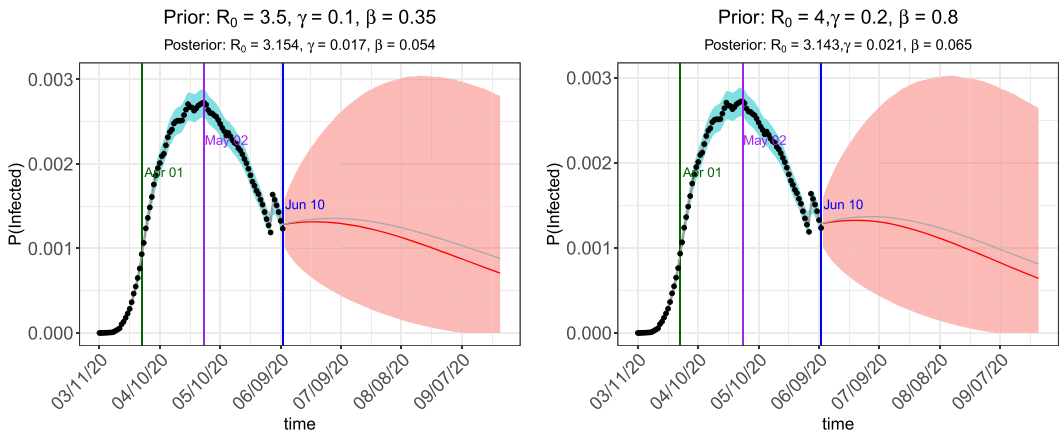 Prior: R₀ = 3.5, γ = 0.1, β = 0.35
Posterior: R₀ = 3.154, γ = 0.017, β = 0.054
P(Infected)
0.003
0.002
0.001
0.000
May 02
Apr 01
Jun 10
03/11/20
04/10/20
05/10/20
06/09/20
07/09/20
08/08/20
09/07/20
time
Prior: R₀ = 4,γ = 0.2, β = 0.8
Posterior: R₀ = 3.143,γ = 0.021, β = 0.065
P(Infected)
0.003
0.002
0.001
0.000
May 02
Apr 01
Jun 10
03/11/20
04/10/20
05/10/20
06/09/20
07/09/20
08/08/20
09/07/20
time